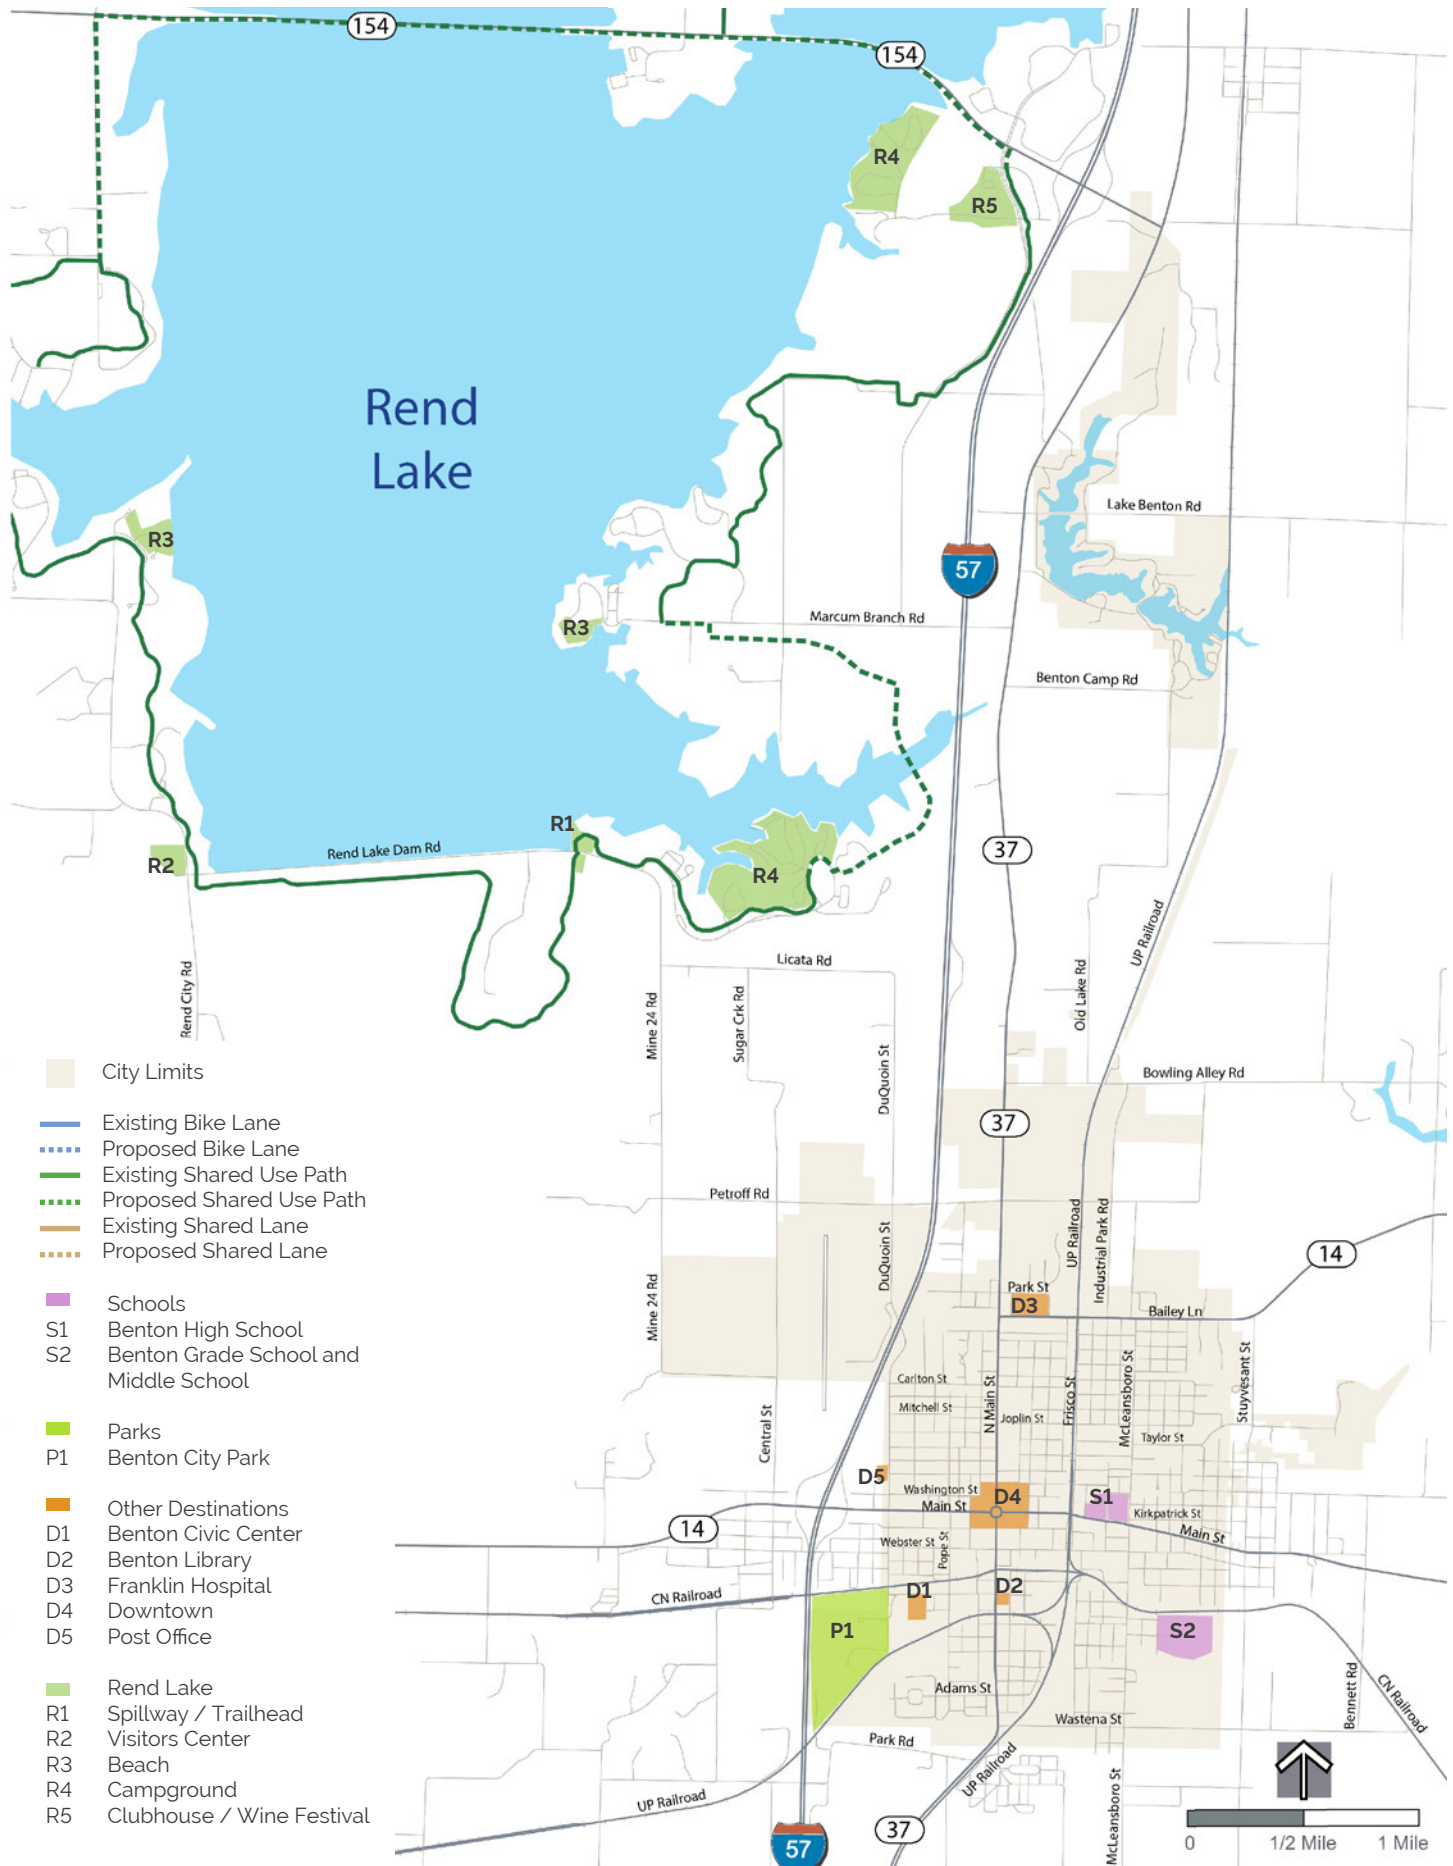 154
154
R4
R5
Rend
Lake
Lake Benton Rd
R3
57
Marcum Branch Rd
R3
Benton Camp Rd
R1
Rend Lake Dam Rd
37
R2
R4
UP Railroad
Licata Rd
Rend City Rd
Mine 24 Rd
Sugar Crk Rd
Old Lake Rd
DuQuoin St
Bowling Alley Rd
37
Petroff Rd
DuQuoin St
UP Railroad
Industrial Park Rd
14
Mine 24 Rd
Park St
D3
Bailey Ln
Carlton St
Mitchell St
N Main St
Joplin St
Frisco St
McLeansboro St
Stuyvesant St
Central St
Taylor St
D5
Washington St
Main St
D4
S1
Kirkpatrick St
Main St
14
Webster St
Pope St
CN Railroad
D1
D2
P1
S2
Adams St
Wastena St
Bennett Rd
CN Railroad
Park Rd
UP Railroad
UP Railroad
McLeansboro St
37
57
0 1/2 Mile 1 Mile
City Limits
Existing Bike Lane
Proposed Bike Lane
Existing Shared Use Path
Proposed Shared Use Path
Existing Shared Lane
Proposed Shared Lane
Schools
S1 Benton High School
S2 Benton Grade School and
Middle School
Parks
P1 Benton City Park
Other Destinations
D1 Benton Civic Center
D2 Benton Library
D3 Franklin Hospital
D4 Downtown
D5 Post Office
Rend Lake
R1 Spillway / Trailhead
R2 Visitors Center
R3 Beach
R4 Campground
R5 Clubhouse / Wine Festival